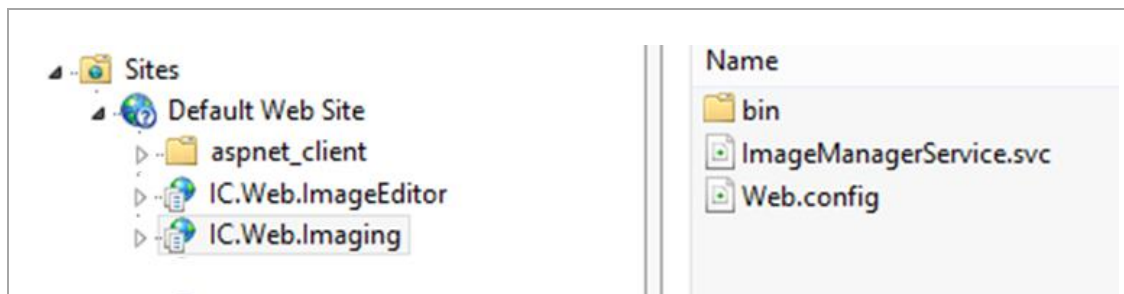 Sites
Default Web Site
aspnet_client
IC.Web.ImageEditor
IC.Web.Imaging
Name
bin
ImageManagerService.svc
Web.config